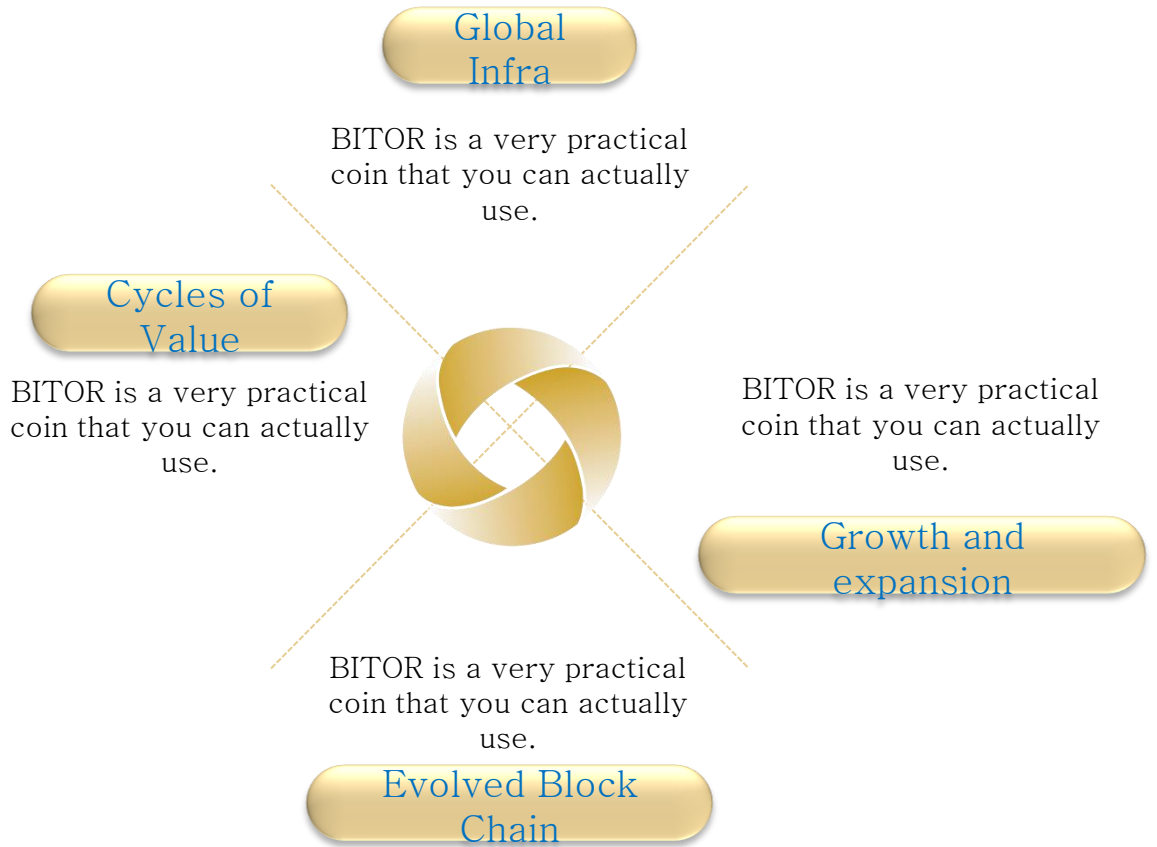 Global
Infra
BITOR is a very practical
coin that you can actually
use.
Cycles of
Value
BITOR is a very practical
coin that you can actually
use.
BITOR is a very practical
coin that you can actually
use.
Growth and
expansion
BITOR is a very practical
coin that you can actually
use.
Evolved Block
Chain